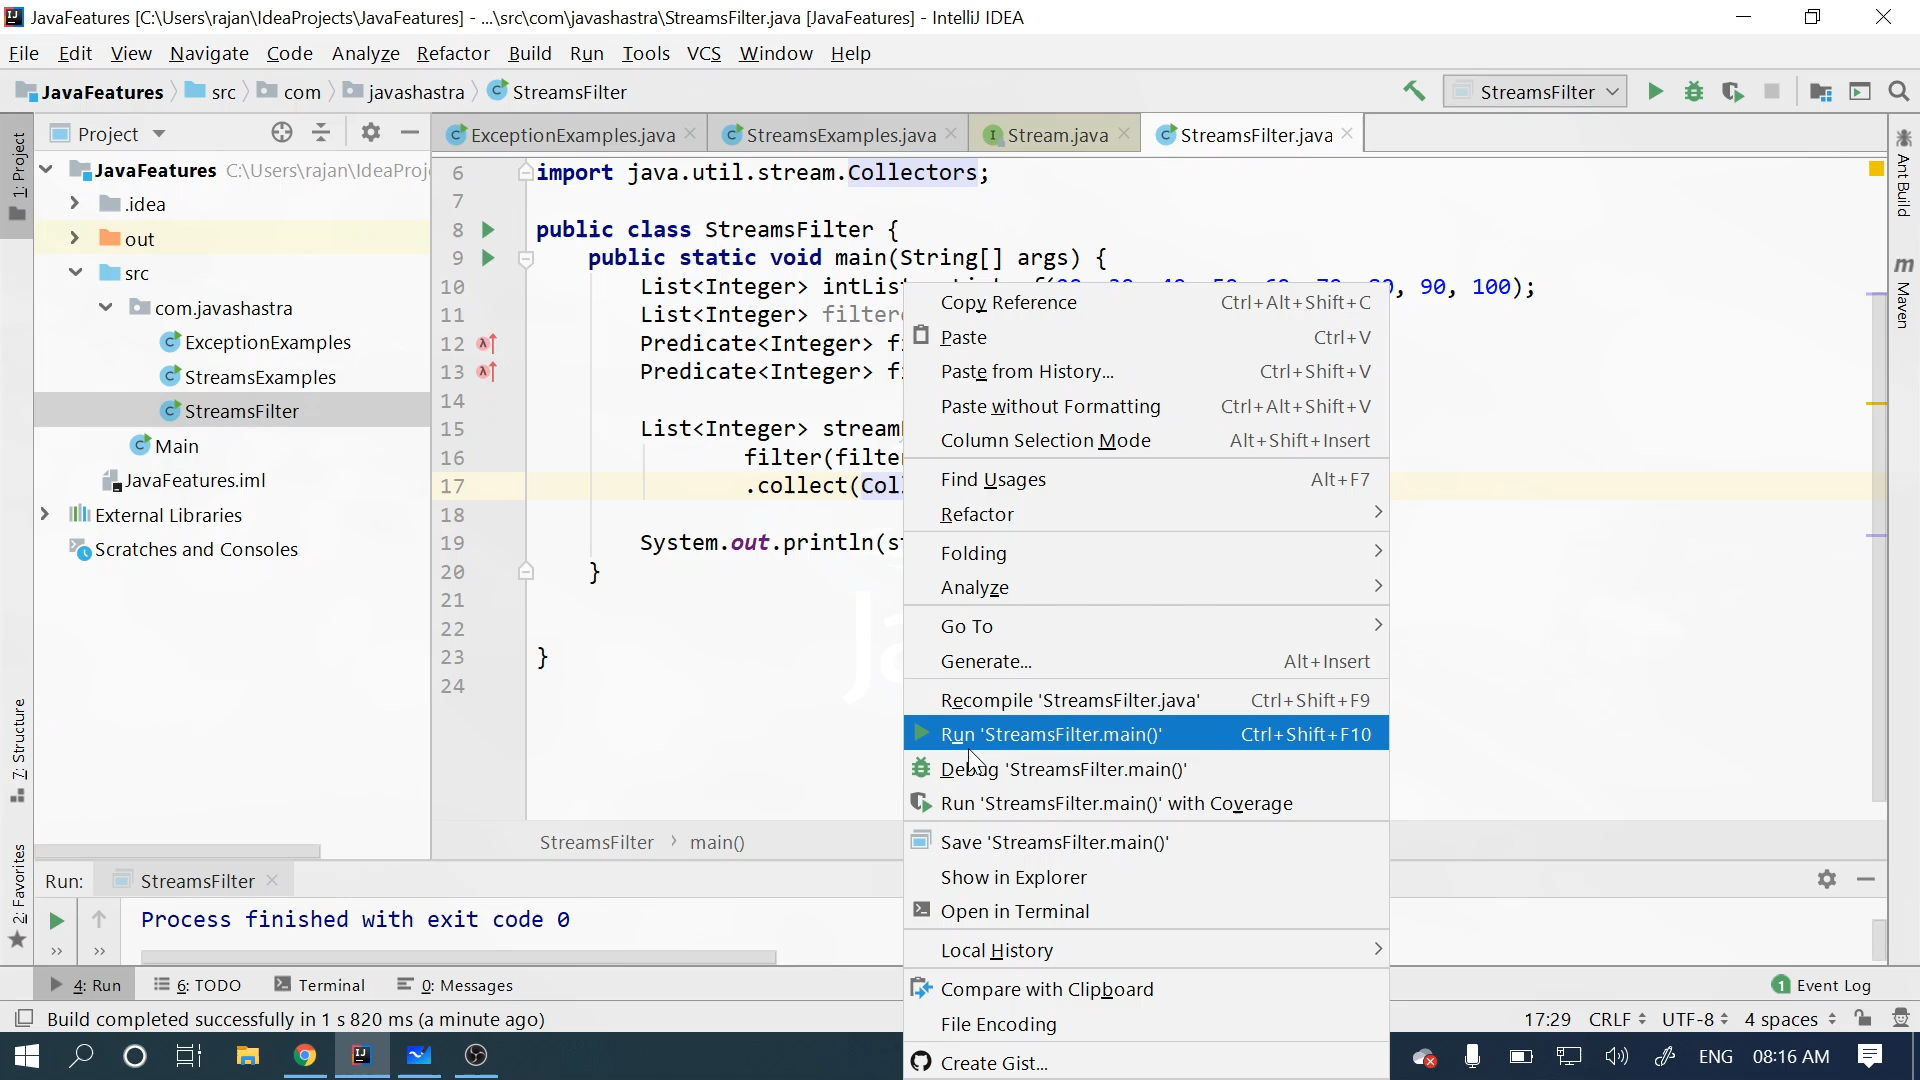 JavaFeatures [C:\Users\rajan\IdeaProjects\JavaFeatures] - ...\src\com\javashastra\StreamsFilter.java [JavaFeatures] - IntelliJ IDEA
File Edit View Navigate Code Analyze Refactor Build Run Tools VCS Window Help
JavaFeatures src com javashastra StreamsFilter
StreamsFilter
1: Project
Project
ExceptionExamples.java
StreamsExamples.java
Stream.java
StreamsFilter.java
JavaFeatures C:\Users\rajan\IdeaProj
.idea
out
src
com.javashastra
ExceptionExamples
StreamsExamples
StreamsFilter
Main
JavaFeatures.iml
External Libraries
Scratches and Consoles
7: Structure
2: Favorites
6 import java.util.stream.Collectors;
7
8 public class StreamsFilter {
9 public static void main(String[] args) {
10 List<Integer> , 90, 100);
11 List<Integer>
12 Predicate<Integer>
13 Predicate<Integer>
14
15 List<Integer>
16 filter(
17 .collect(
18
19 System.out.println(
20 }
21
22
23 }
24
Copy Reference Ctrl+Alt+Shift+C
Paste Ctrl+V
Paste from History... Ctrl+Shift+V
Paste without Formatting Ctrl+Alt+Shift+V
Column Selection Mode Alt+Shift+Insert
Find Usages Alt+F7
Refactor
Folding
Analyze
Go To
Generate... Alt+Insert
Recompile 'StreamsFilter.java' Ctrl+Shift+F9
Run 'StreamsFilter.main()' Ctrl+Shift+F10
Debug 'StreamsFilter.main()'
Run 'StreamsFilter.main()' with Coverage
Save 'StreamsFilter.main()'
Show in Explorer
Open in Terminal
Local History
Compare with Clipboard
File Encoding
Create Gist...
Ant Build
m Maven
StreamsFilter main()
Run: StreamsFilter
Process finished with exit code 0
4: Run 6: TODO Terminal 0: Messages
1 Event Log
Build completed successfully in 1 s 820 ms (a minute ago)
17:29 CRLF UTF-8 4 spaces
ENG 08:16 AM